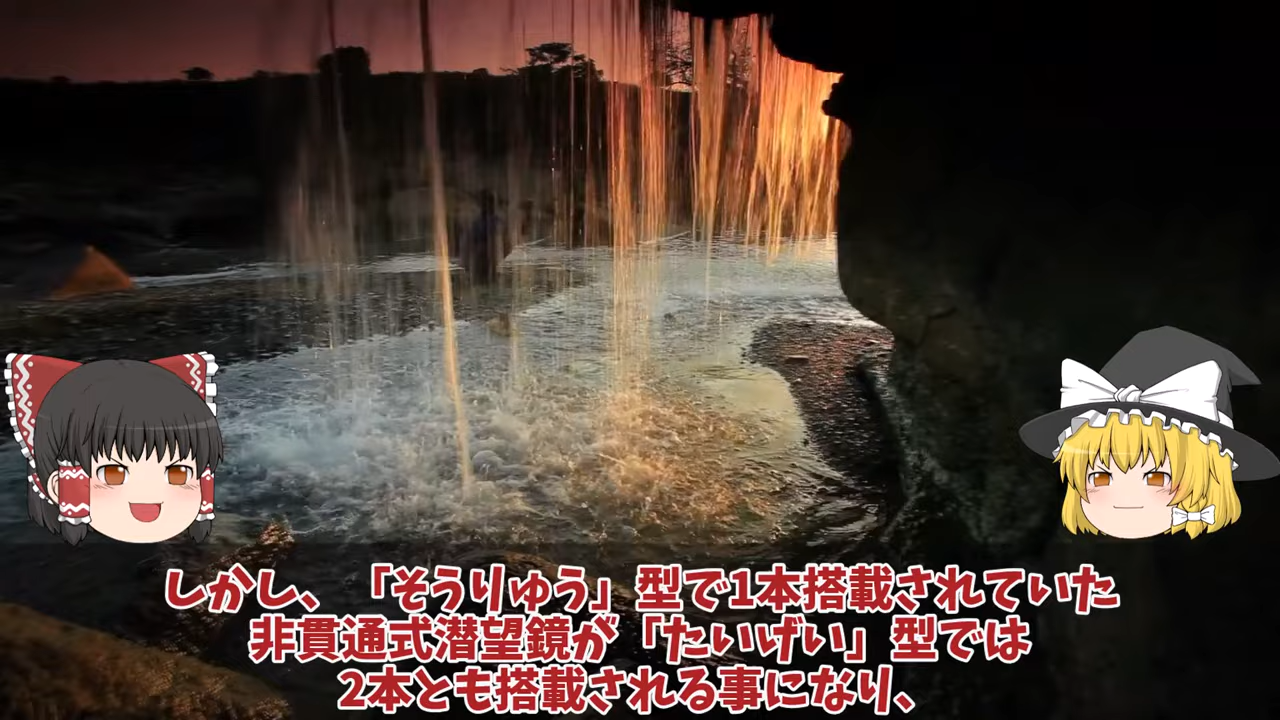 しかし、「そうりゅう」型で1本搭載されていた
非貫通式潜望鏡が「たいげい」型では
2本とも搭載される事になり、